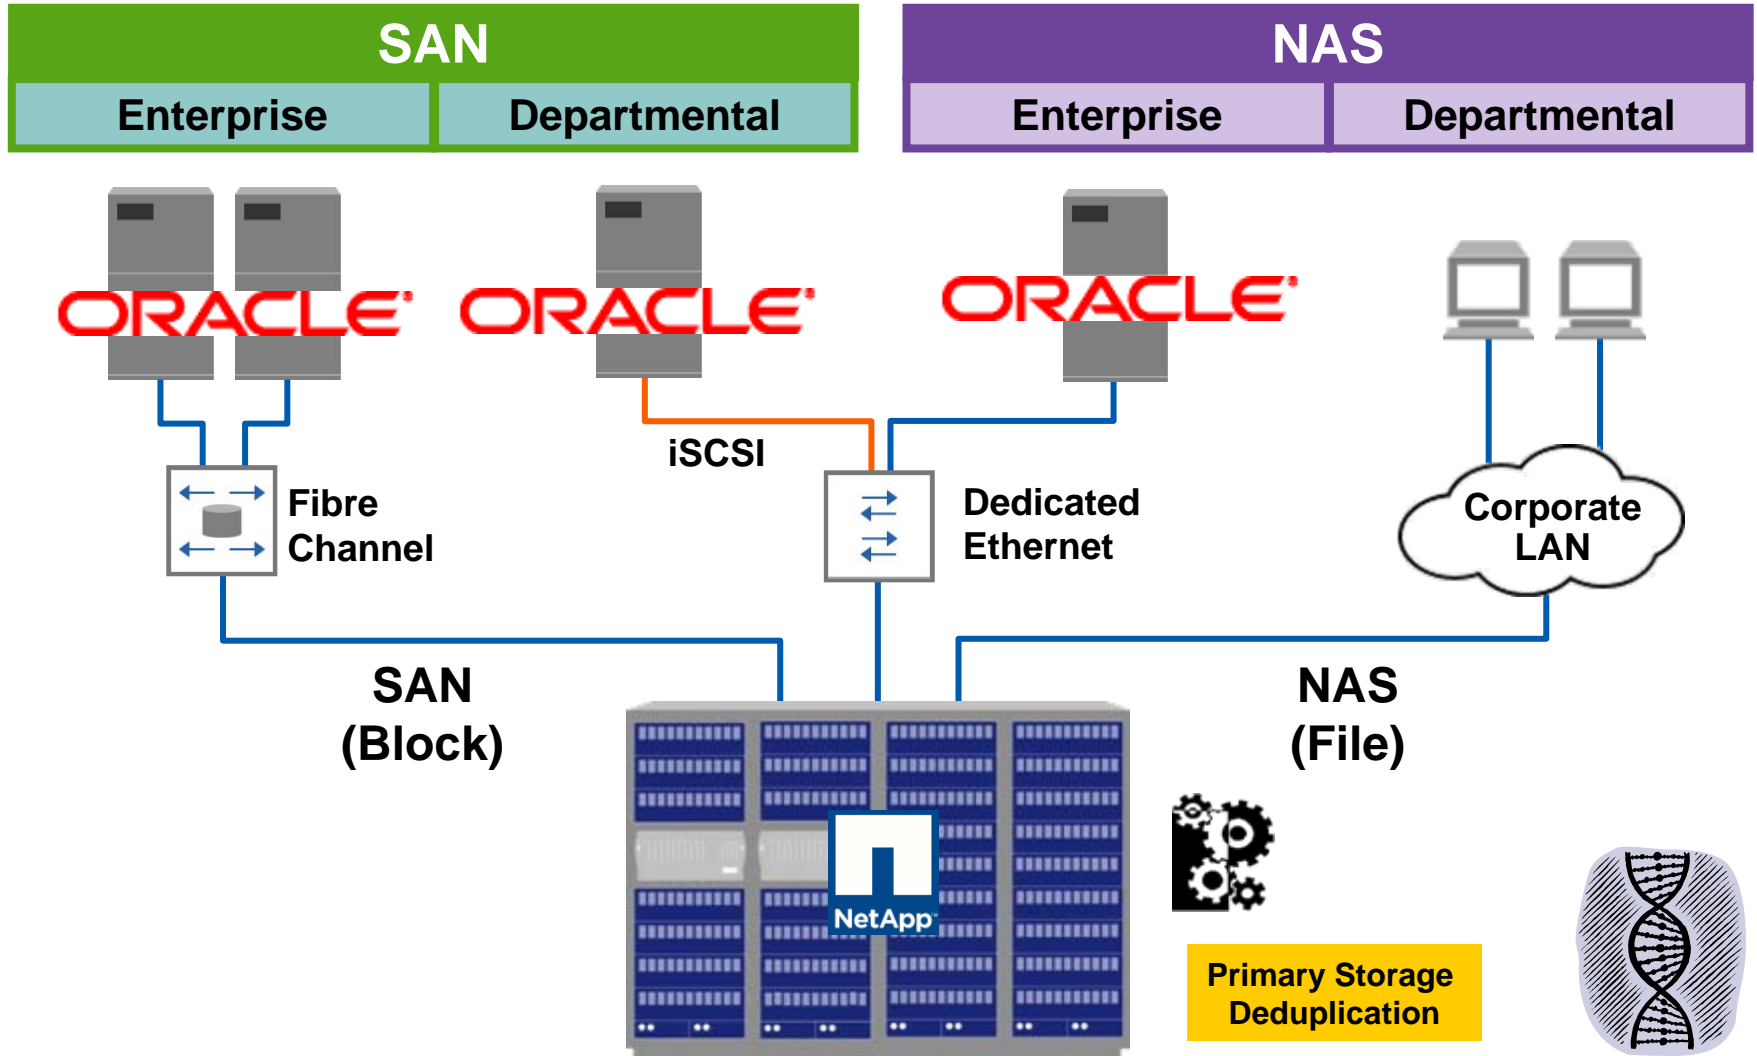 SAN
NAS
Enterprise
Departmental
Enterprise
Departmental
ORACLE
ORACLE
ORACLE
iSCSI
Fibre
Channel
Dedicated
Ethernet
Corporate
LAN
SAN
(Block)
NAS
(File)
NetApp
Primary Storage
Deduplication